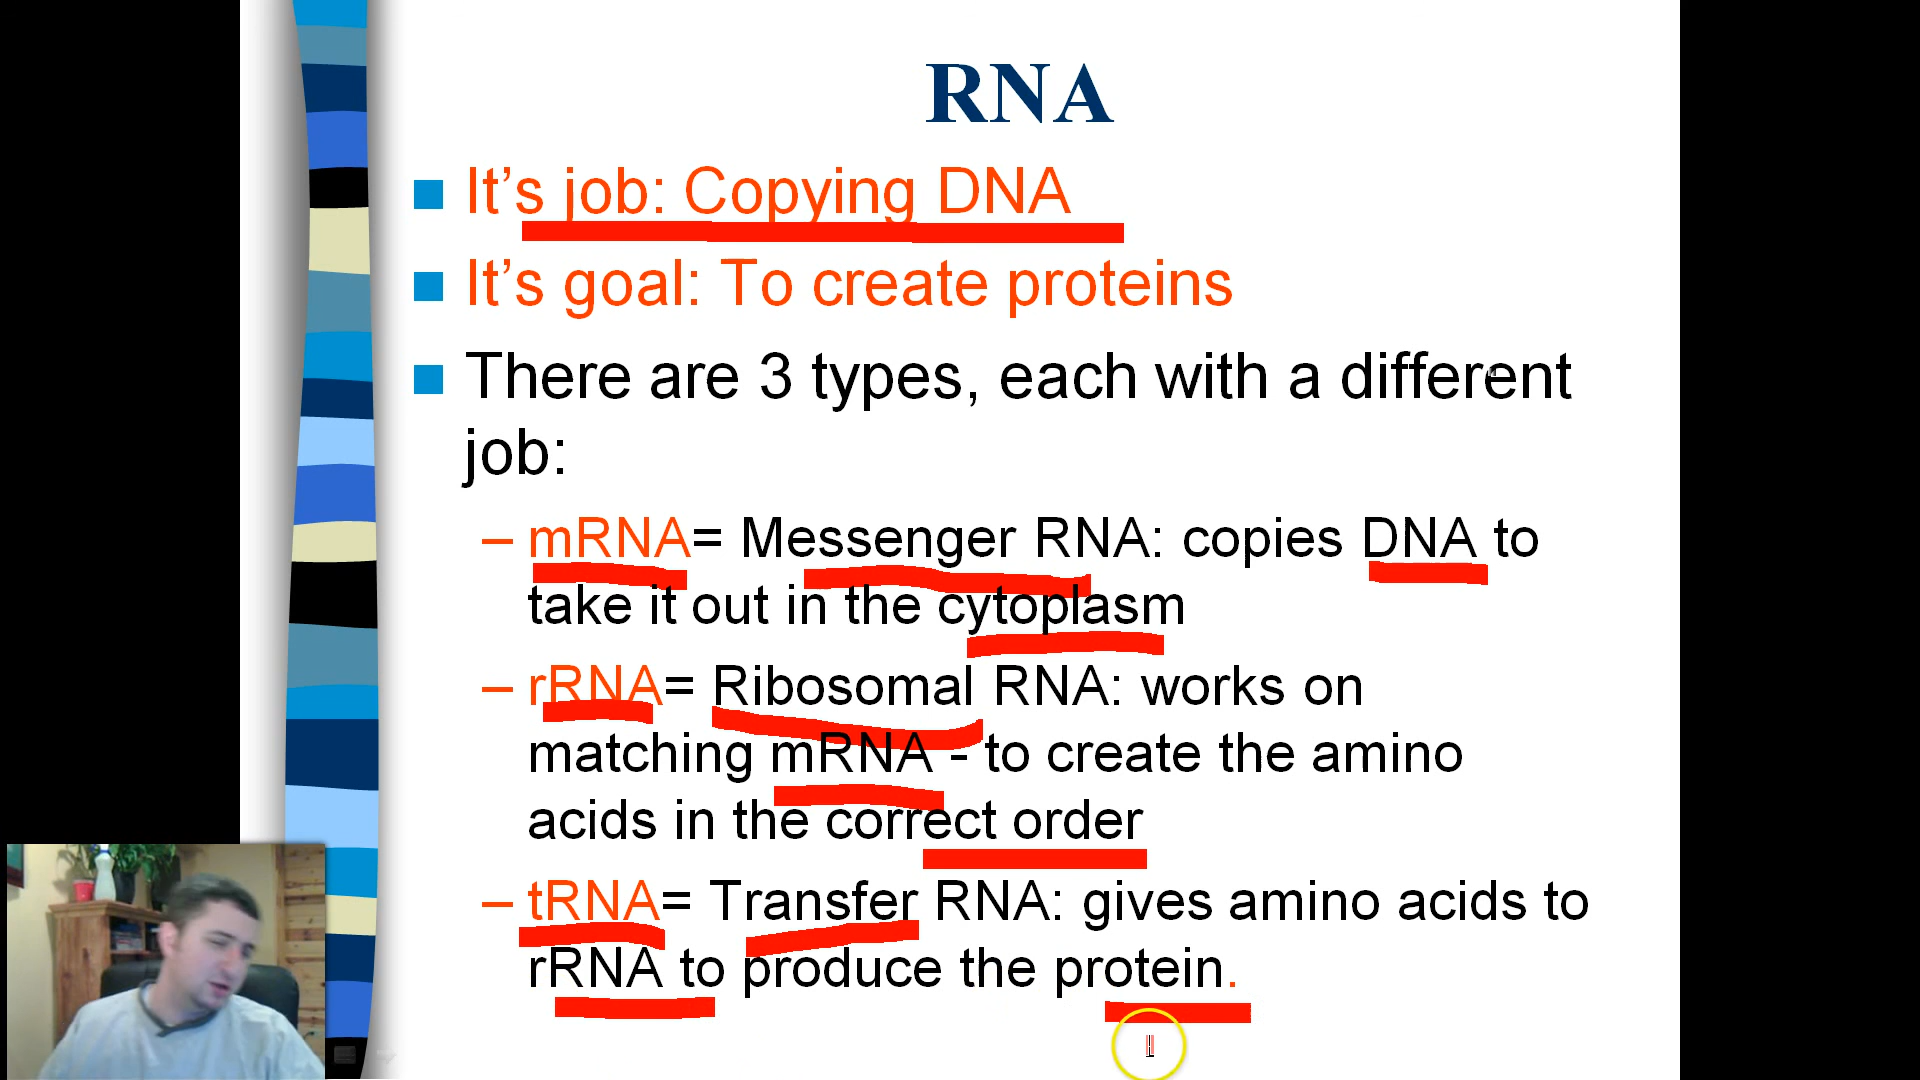 RNA
It’s job: Copying DNA
It’s goal: To create proteins
There are 3 types, each with a different
job:
– mRNA= Messenger RNA: copies DNA to
take it out in the cytoplasm
– rRNA= Ribosomal RNA: works on
matching mRNA - to create the amino
acids in the correct order
– tRNA= Transfer RNA: gives amino acids to
rRNA to produce the protein.